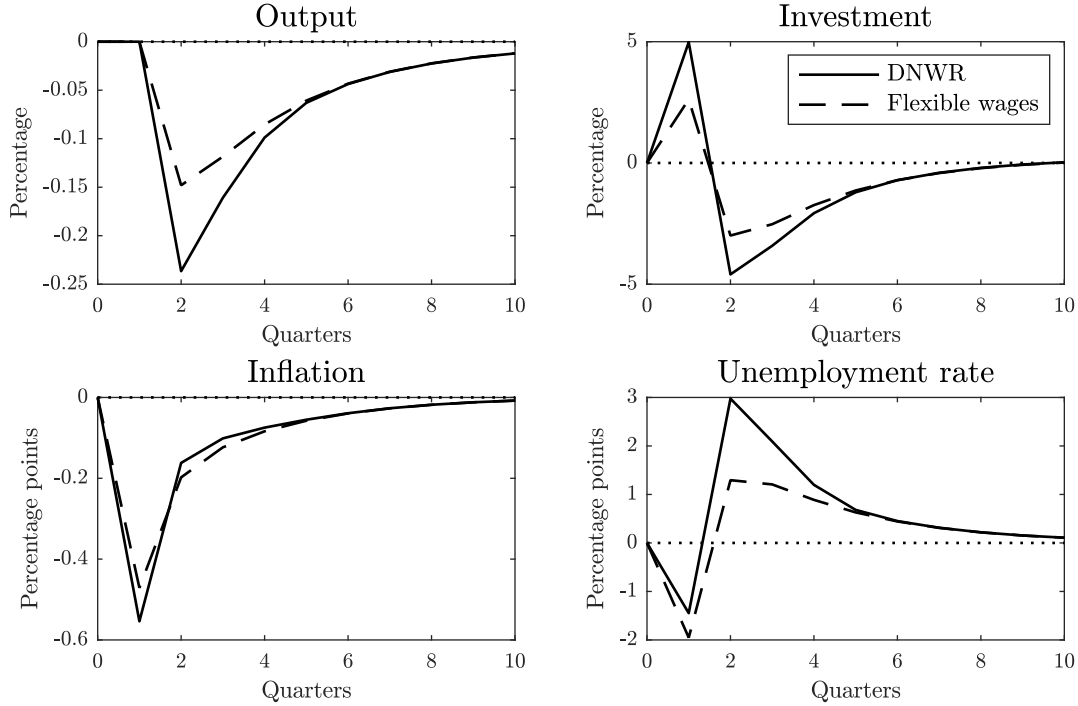 Output
Percentage
0
-0.05
-0.1
-0.15
-0.2
-0.25
0 2 4 6 8 10
Quarters
Investment
Percentage
5
0
-5
DNWR
Flexible wages
0 2 4 6 8 10
Quarters
Inflation
Percentage points
0
-0.2
-0.4
-0.6
0 2 4 6 8 10
Quarters
Unemployment rate
Percentage points
3
2
1
0
-1
-2
0 2 4 6 8 10
Quarters